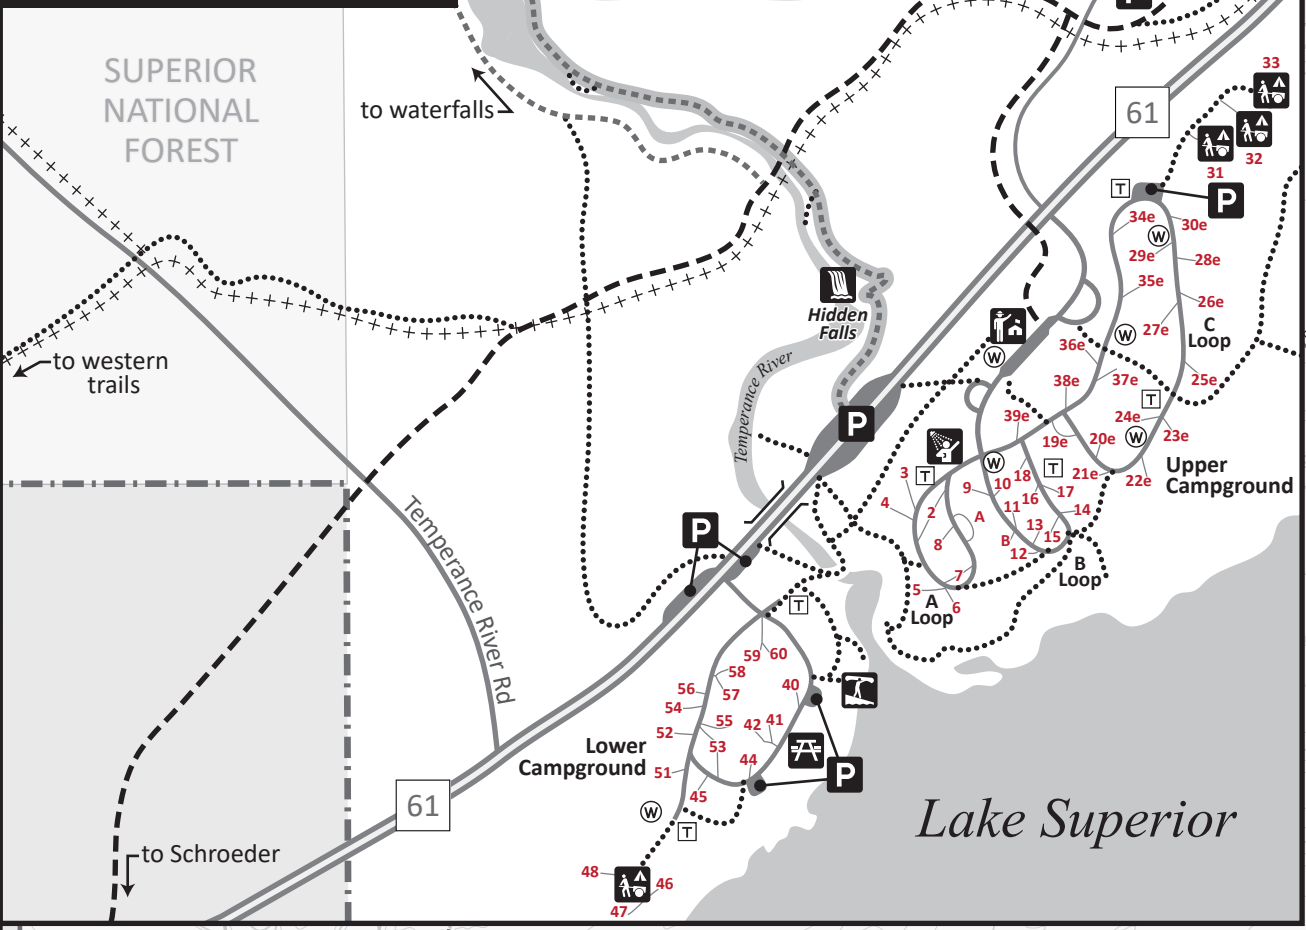 SUPERIOR
NATIONAL
FOREST
to waterfalls
61
P
33
32
31
T
P
34e
30e
W
29e
28e
35e
26e
27e
C
Loop
W
Hidden
Falls
36e
W
to western
trails
Temperance River
38e
37e
25e
T
39e
24e
P
19e
20e
W
23e
Upper
Campground
3
T
W
18
T
21e
22e
4
9
10
17
2
11
16
14
A
13
8
B
15
12
Temperance River Rd
P
7
B
Loop
5
A
Loop
6
T
59
60
58
56
57
40
54
55
42
41
52
53
Lower
Campground
44
51
P
45
61
W
T
Lake Superior
to Schroeder
48
46
47